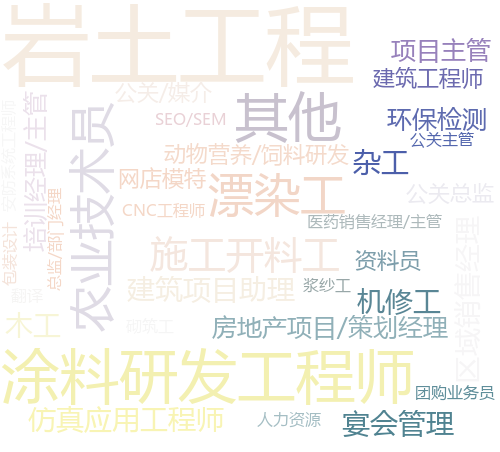 岩土工程
项目主管
建筑工程师
公关/媒介
其他
环保检测
SEO/SEM
公关主管
培训经理/主管
农业技术员
动物营养/饲料研发
杂工
网店模特
漂染工
公关总监
总监/部门经理
CNC工程师
医药销售经理/主管
包装设计
施工开料工
资料员
区域销售经理
翻译
建筑项目助理
浆纱工
机修工
木工
砌筑工
房地产项目/策划经理
涂料研发工程师
团购业务员
仿真应用工程师
人力资源
宴会管理